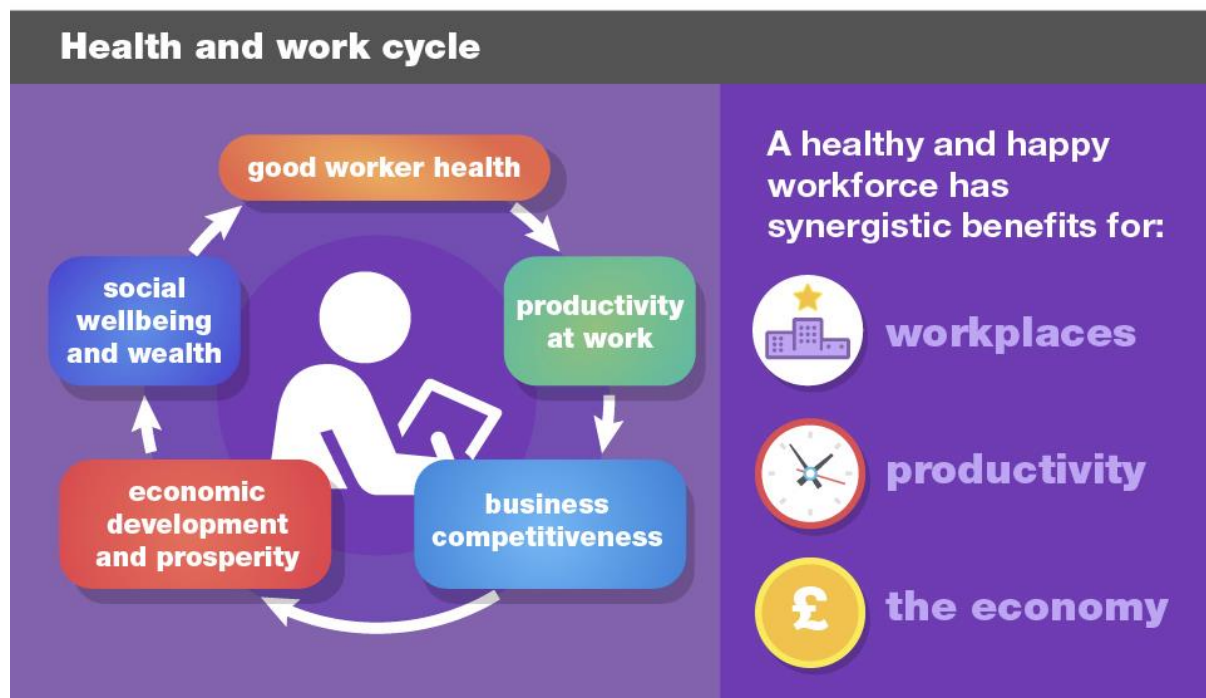 Health and work cycle
good worker health
productivity
at work
business
competitiveness
economic
development
and prosperity
social
wellbeing
and wealth
A healthy and happy
workforce has
synergistic benefits for:
workplaces
productivity
£
the economy